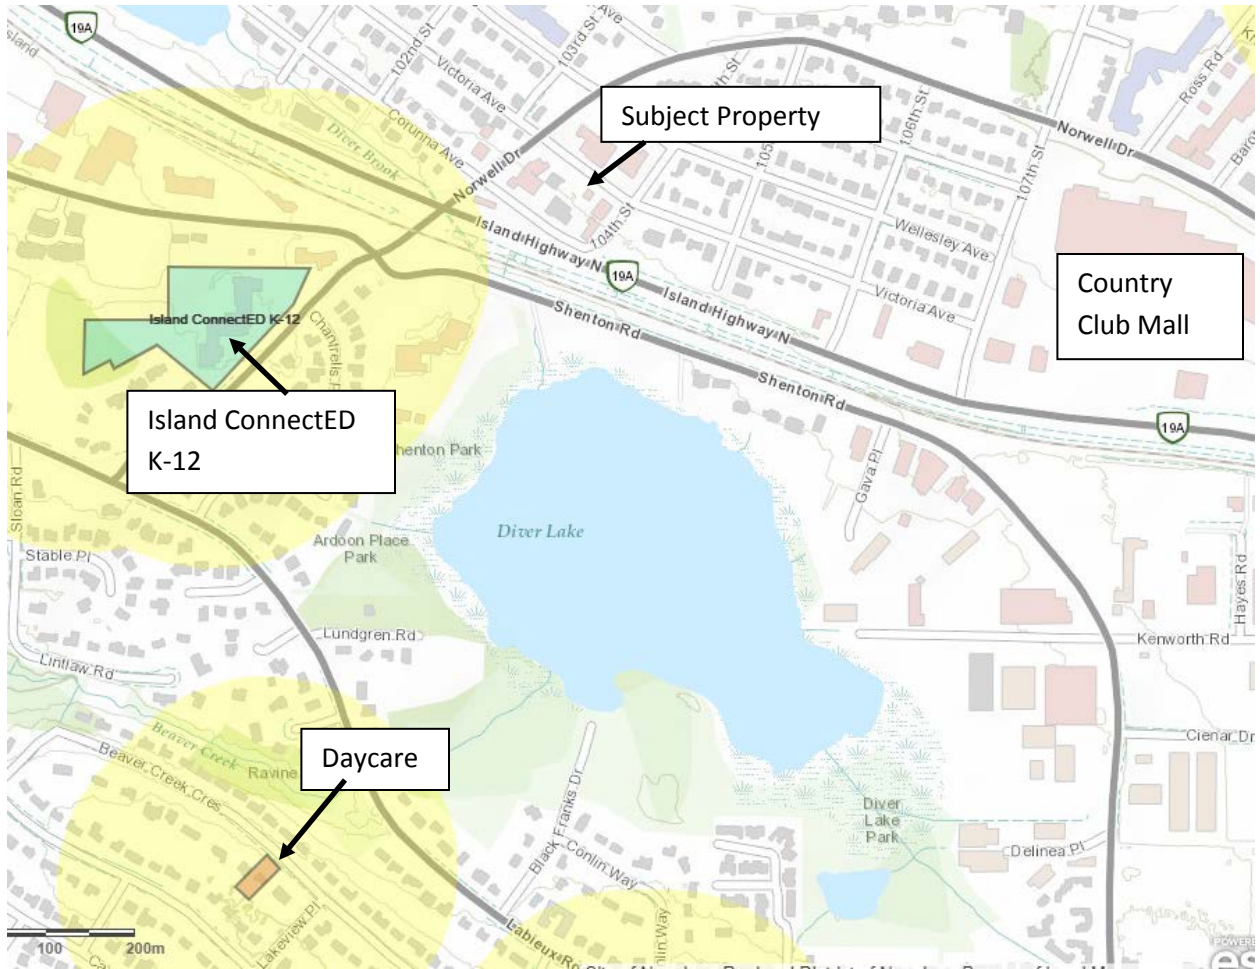 19A
Island
102nd St
103rd St
Ave
Victoria Ave
Corunna Ave
Diver Brook
Norwell Dr
Subject Property
105
106th St
107th St
Ross Rd
Norwell Dr
104th St
Island Highway N
19A
Island Highway N
Wellesley Ave
Victoria Ave
Country
Club Mall
Shenton Rd
Shenton Rd
Island ConnectED K-12
Island ConnectED
K-12
19A
henton Park
Gava Pl
Sloan Rd
Stable Pl
Ardoon Place
Park
Diver Lake
Lundgren Rd
Hayes Rd
Kenworth Rd
Lintlaw Rd
Beaver Creek
Beaver Creek Cres
Ravine
Daycare
Cienar Dr
Black Franks Dr
Conlin Way
Diver
Lake
Park
Delinea Pl
Lakeview Pl
Labieux Rd
100
200m